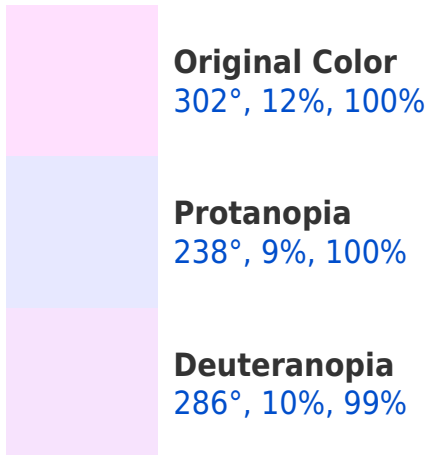 Original Color
302°, 12%, 100%
Protanopia
238°, 9%, 100%
Deuteranopia
286°, 10%, 99%